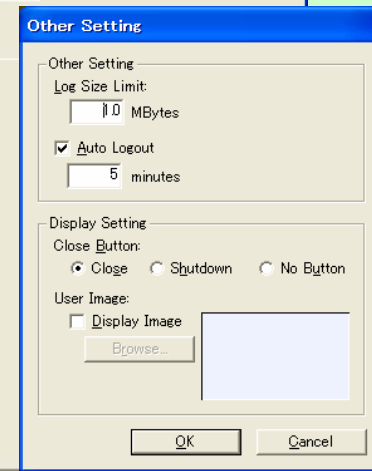 Other Setting
Other Setting
Log Size Limit:
1.0 MBytes
Auto Logout
5 minutes
Display Setting
Close Button:
Close Shutdown No Button
User Image:
Display Image
Browse...
OK Cancel